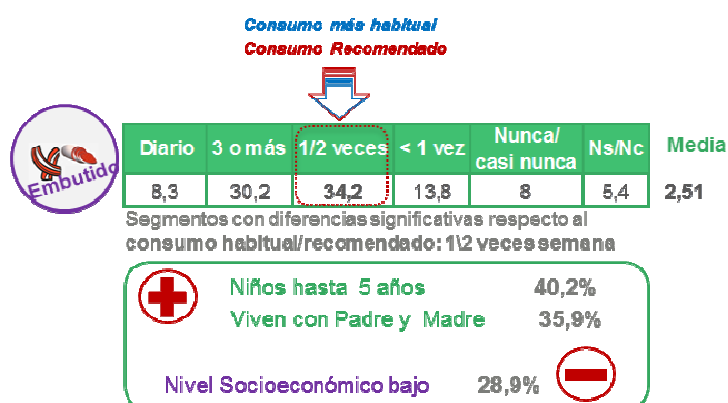 Consumo más habitual
Consumo Recomendado
Embutido
Diario 3 o más 1/2 veces < 1 vez Nunca/ casi nunca Ns/Nc Media
8,3 30,2 34,2 13,8 8 5,4 2,51
Segmentos con diferencias significativas respecto al
consumo habitual/recomendado: 1\2 veces semana
Niños hasta 5 años 40,2%
Viven con Padre y Madre 35,9%
Nivel Socioeconómico bajo 28,9%